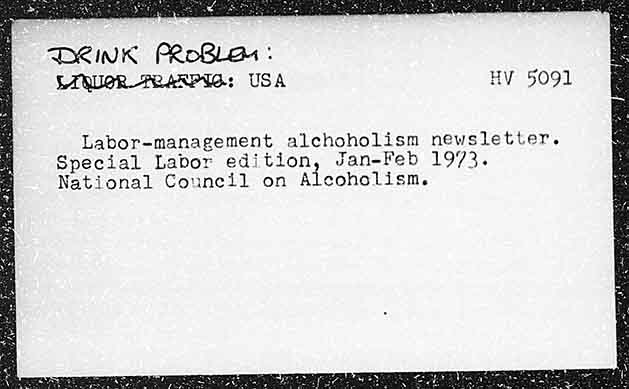 DRINK PROBLEM:
LIQUOR TRAFFIC: USA HV 5091
Labor-management alchoholism newsletter.
Special Labor edition, Jan-Feb 1973.
National Council on Alcoholism.